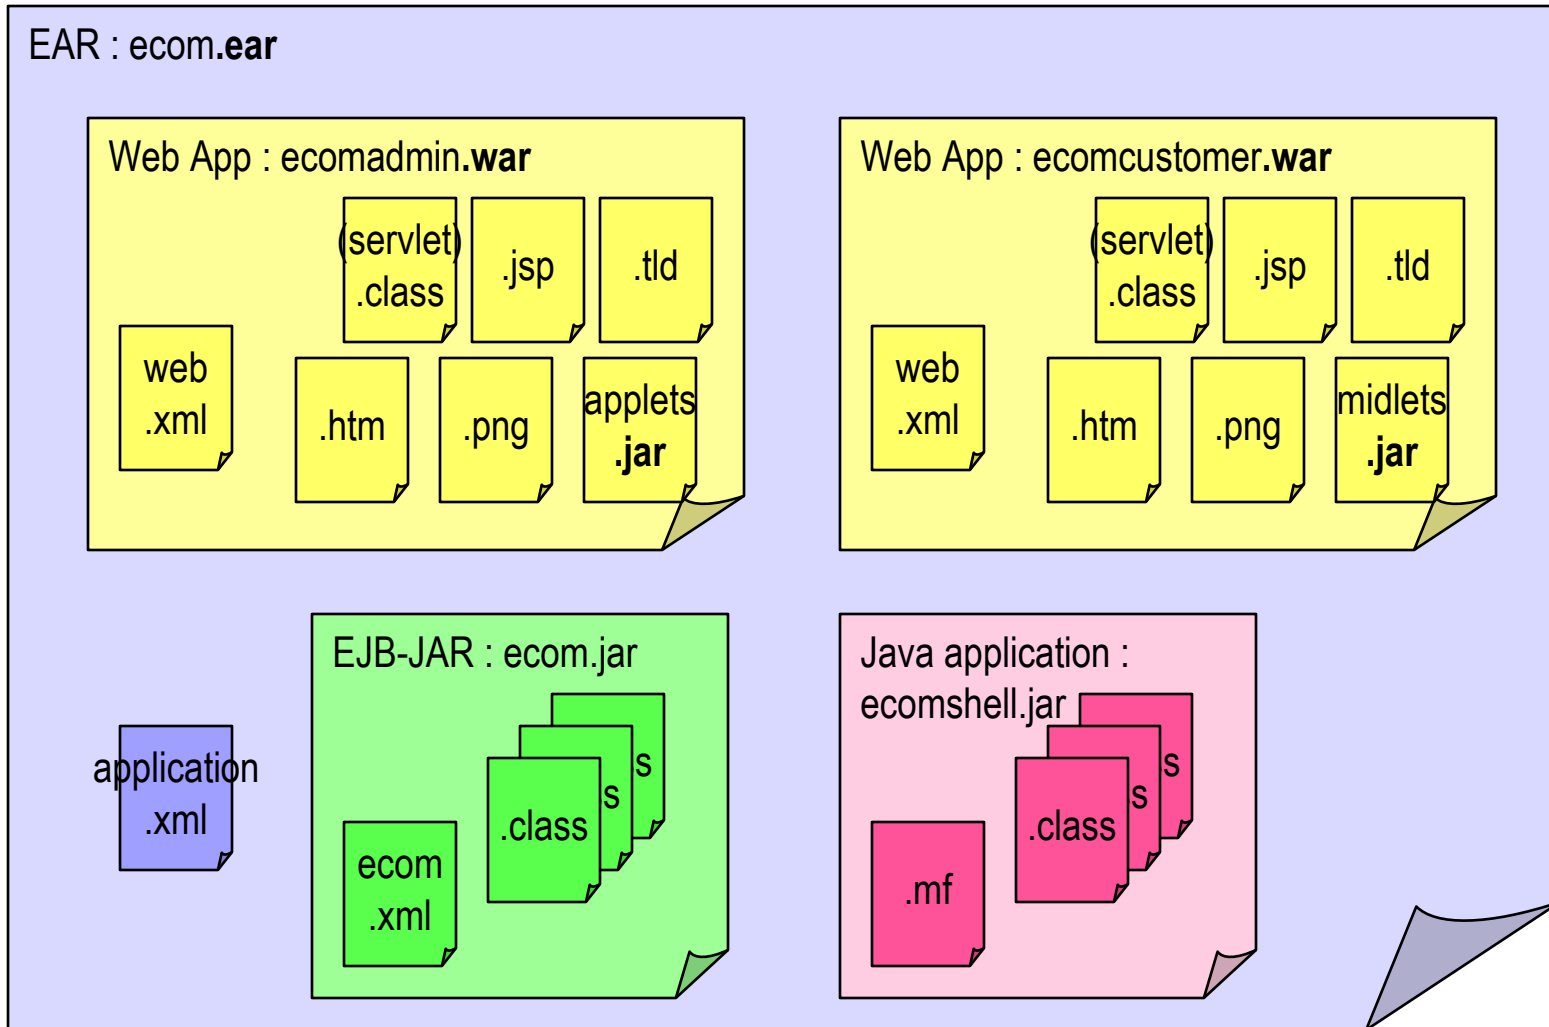 EAR : ecom.ear
Web App : ecomadmin.war
(servlet)
.class
.jsp
.tld
web
.xml
.htm
.png
applets
.jar
Web App : ecomcustomer.war
(servlet)
.class
.jsp
.tld
web
.xml
.htm
.png
midlets
.jar
application
.xml
EJB-JAR : ecom.jar
s
s
.class
ecom
.xml
Java application :
ecomshell.jar
s
s
.class
.mf